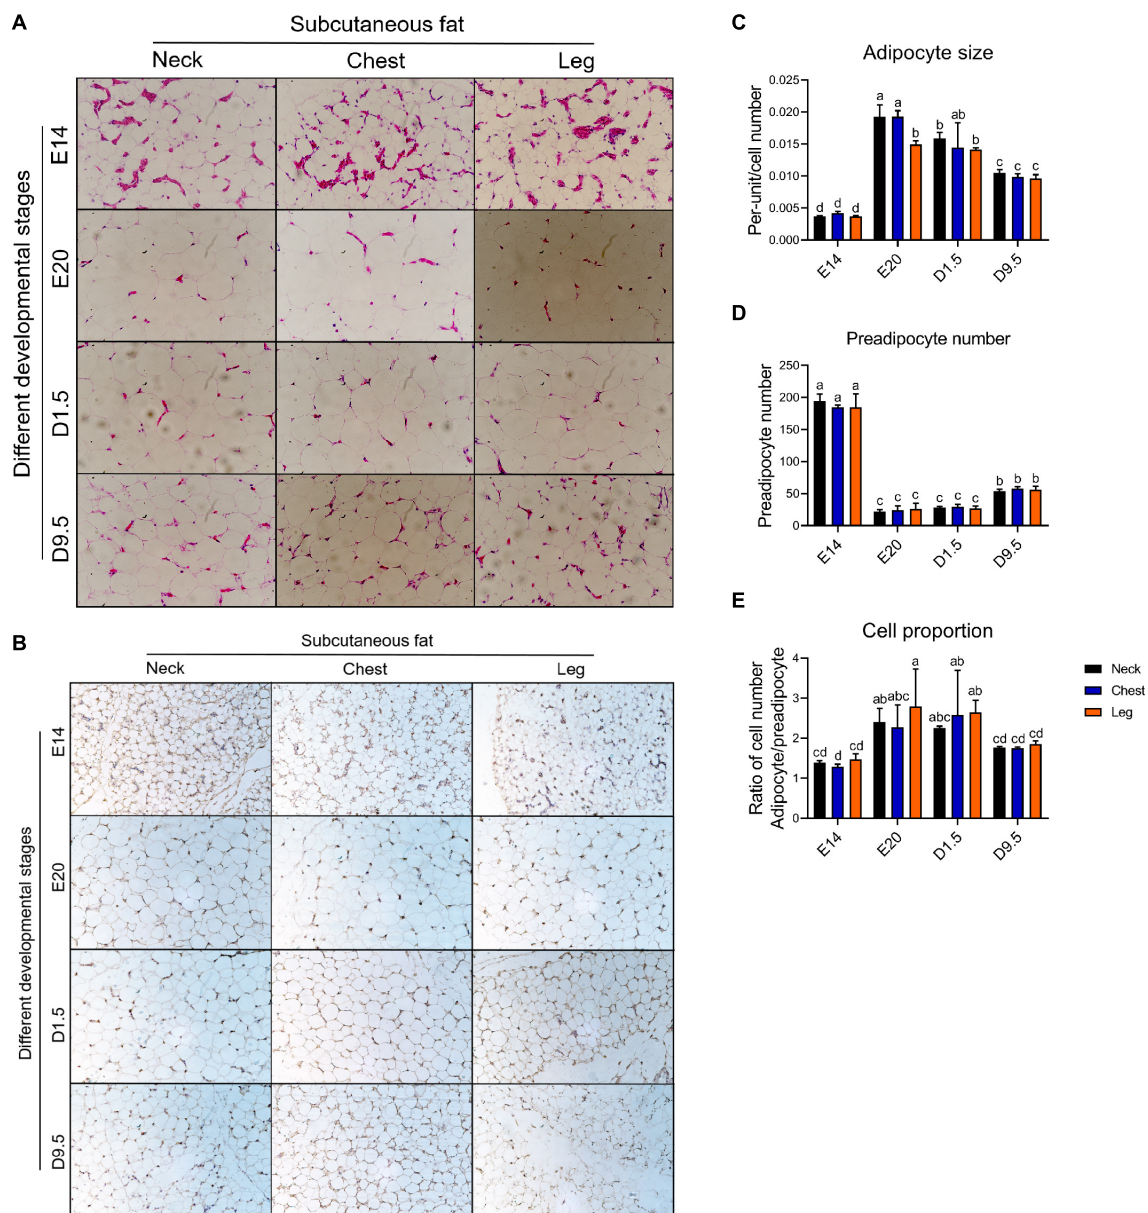 A
Subcutaneous fat
Neck
Chest
Leg
Different developmental stages
E14
E20
D1.5
D9.5
B
Subcutaneous fat
Neck
Chest
Leg
Different developmental stages
E14
E20
D1.5
D9.5
C
Adipocyte size
Per-unit/cell number
0.025
0.020
0.015
0.010
0.005
0.000
d d d
a a b
b ab b
c c c
E14
E20
D1.5
D9.5
D
Preadipocyte number
Preadipocyte number
250
200
150
100
50
0
a a a
c c c
c c c
b b b
E14
E20
D1.5
D9.5
E
Cell proportion
Ratio of cell number
Adipocyte/preadipocyte
4
3
2
1
0
cd d cd
ab abc a
abc ab ab
cd cd cd
E14
E20
D1.5
D9.5
Neck
Chest
Leg